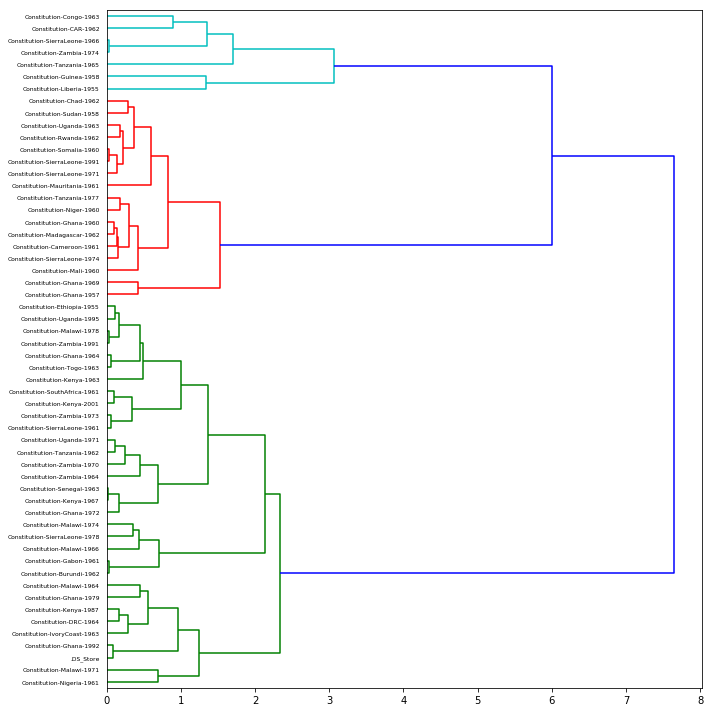 Constitution-Congo-1963
Constitution-CAR-1962
Constitution-SierraLeone-1966
Constitution-Zambia-1974
Constitution-Tanzania-1965
Constitution-Guinea-1958
Constitution-Liberia-1955
Constitution-Chad-1962
Constitution-Sudan-1958
Constitution-Uganda-1963
Constitution-Rwanda-1962
Constitution-Somalia-1960
Constitution-SierraLeone-1991
Constitution-SierraLeone-1971
Constitution-Mauritania-1961
Constitution-Tanzania-1977
Constitution-Niger-1960
Constitution-Ghana-1960
Constitution-Madagascar-1962
Constitution-Cameroon-1961
Constitution-SierraLeone-1974
Constitution-Mali-1960
Constitution-Ghana-1969
Constitution-Ghana-1957
Constitution-Ethiopia-1955
Constitution-Uganda-1995
Constitution-Malawi-1978
Constitution-Zambia-1991
Constitution-Ghana-1964
Constitution-Togo-1963
Constitution-Kenya-1963
Constitution-SouthAfrica-1961
Constitution-Kenya-2001
Constitution-Zambia-1973
Constitution-SierraLeone-1961
Constitution-Uganda-1971
Constitution-Tanzania-1962
Constitution-Zambia-1970
Constitution-Zambia-1964
Constitution-Senegal-1963
Constitution-Kenya-1967
Constitution-Ghana-1972
Constitution-Malawi-1974
Constitution-SierraLeone-1978
Constitution-Malawi-1966
Constitution-Gabon-1961
Constitution-Burundi-1962
Constitution-Malawi-1964
Constitution-Ghana-1979
Constitution-Kenya-1987
Constitution-DRC-1964
Constitution-IvoryCoast-1963
Constitution-Ghana-1992
.DS_Store
Constitution-Malawi-1971
Constitution-Nigeria-1961
0 1 2 3 4 5 6 7 8